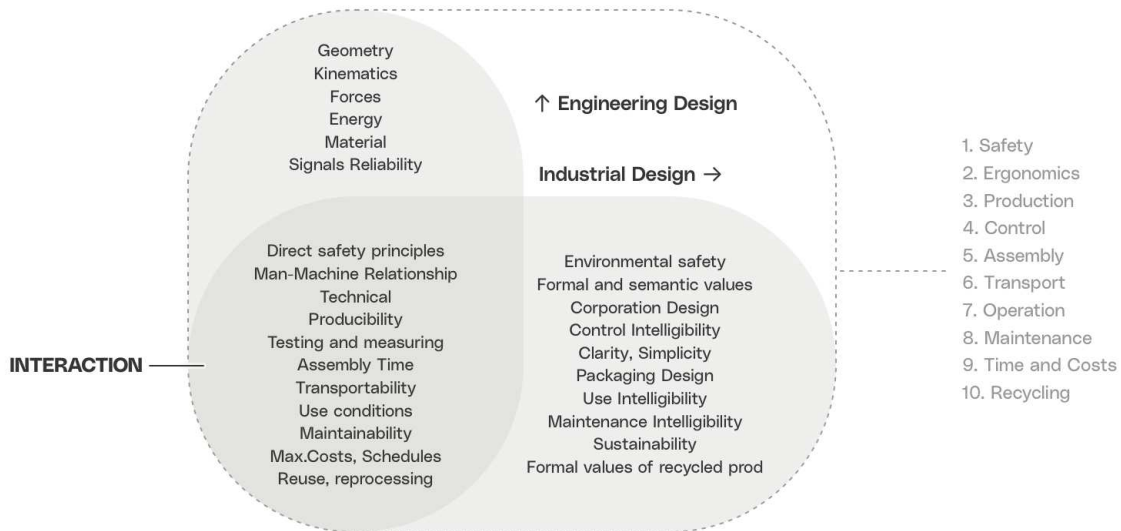 Geometry
Kinematics
Forces
Energy
Material
Signals Reliability
↑ Engineering Design
Industrial Design →
Direct safety principles
Man-Machine Relationship
Technical
Producibility
Testing and measuring
Assembly Time
Transportability
Use conditions
Maintainability
Max.Costs, Schedules
Reuse, reprocessing
Environmental safety
Formal and semantic values
Corporation Design
Control Intelligibility
Clarity, Simplicity
Packaging Design
Use Intelligibility
Maintenance Intelligibility
Sustainability
Formal values of recycled prod
INTERACTION
1. Safety
2. Ergonomics
3. Production
4. Control
5. Assembly
6. Transport
7. Operation
8. Maintenance
9. Time and Costs
10. Recycling